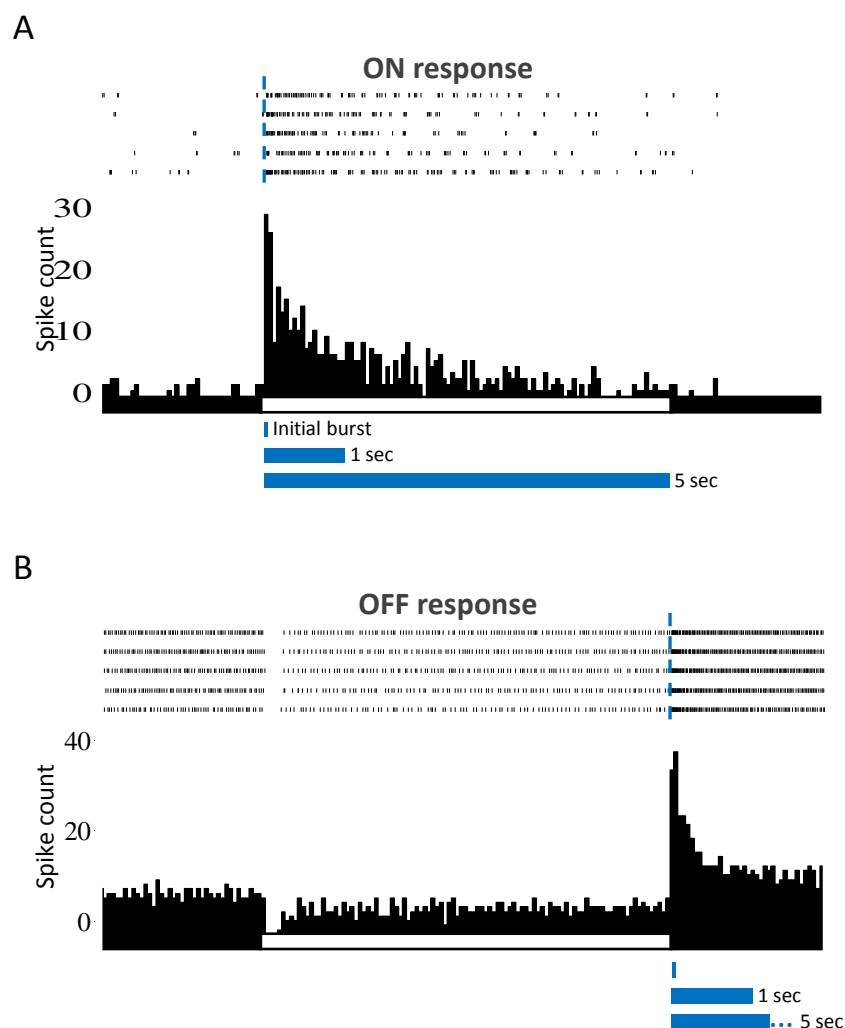 A
ON response
30
20
10
0
Spike count
Initial burst
1 sec
5 sec
B
OFF response
40
20
0
Spike count
1 sec
5 sec